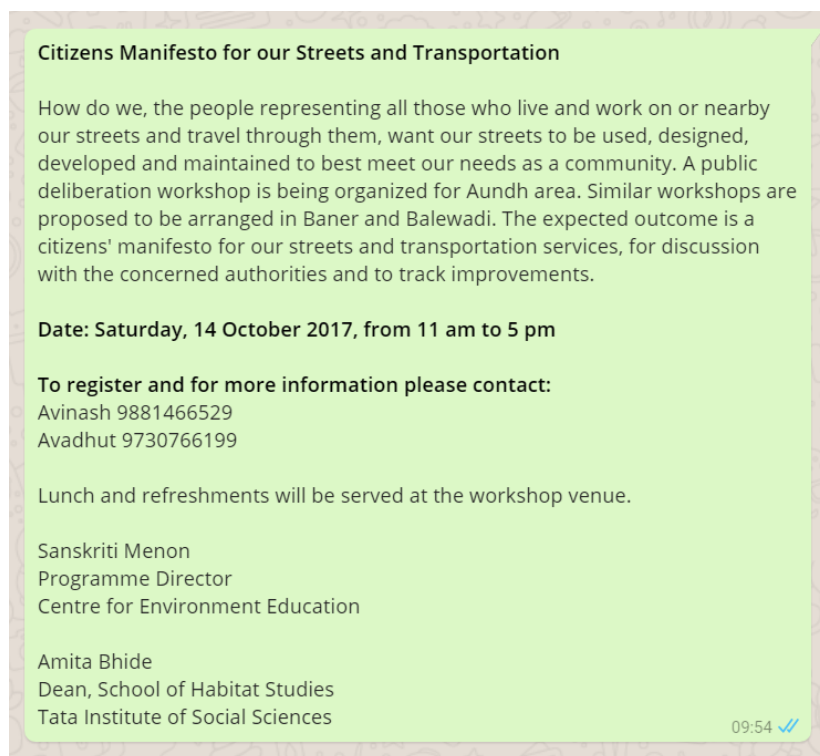 Citizens Manifesto for our Streets and Transportation
How do we, the people representing all those who live and work on or nearby
our streets and travel through them, want our streets to be used, designed,
developed and maintained to best meet our needs as a community. A public
deliberation workshop is being organized for Aundh area. Similar workshops are
proposed to be arranged in Baner and Balewadi. The expected outcome is a
citizens' manifesto for our streets and transportation services, for discussion
with the concerned authorities and to track improvements.
Date: Saturday, 14 October 2017, from 11 am to 5 pm
To register and for more information please contact:
Avinash 9881466529
Avadhut 9730766199
Lunch and refreshments will be served at the workshop venue.
Sanskriti Menon
Programme Director
Centre for Environment Education
Amita Bhide
Dean, School of Habitat Studies
Tata Institute of Social Sciences
09:54